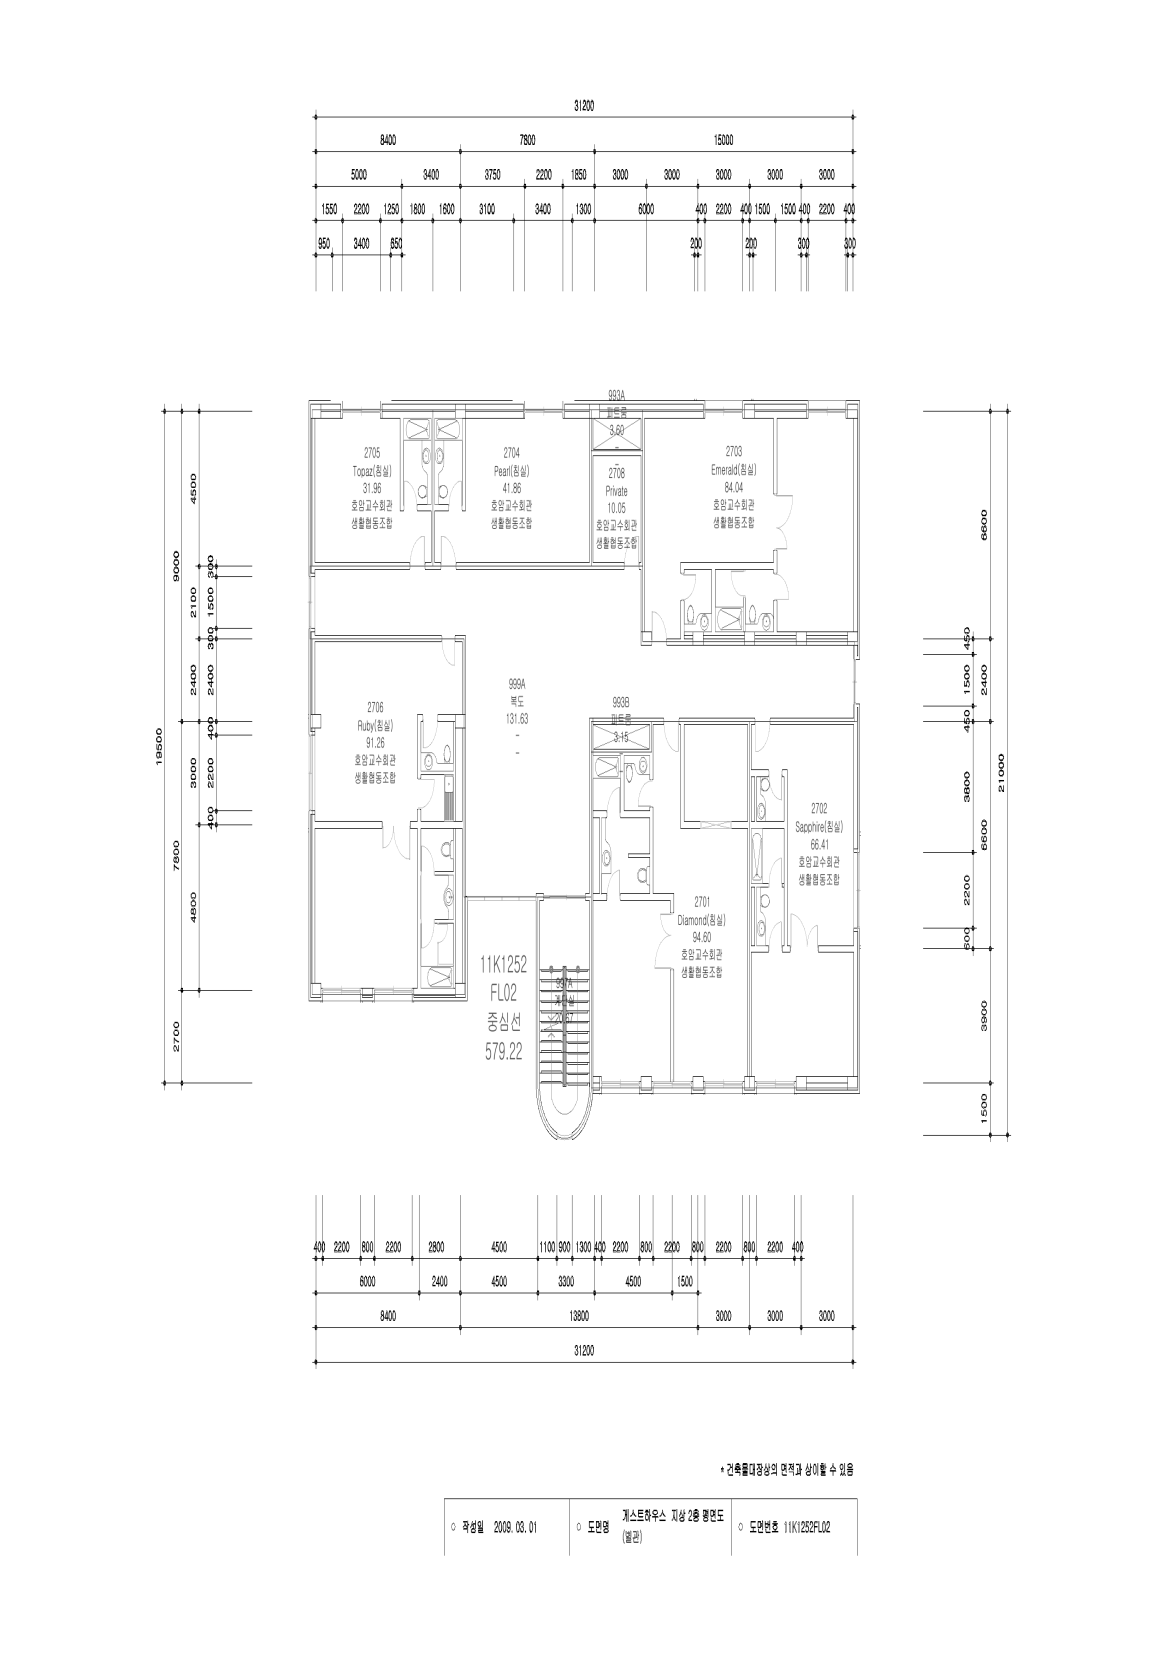 31200
8400 7800 15000
5000 3400 3750 2200 1850 3000 3000 3000 3000 3000
1550 2200 1250 1800 1600 3100 3400 1300 6000 400 2200 400 1500 1500 400 2200 400
950 3400 650 200 200 300 300
993A
피트룸
3.60
-
2705
Topaz(침실)
31.96
호암교수회관
생활협동조합
2704
Pearl(침실)
41.86
호암교수회관
생활협동조합
-
2708
Private
10.05
호암교수회관
생활협동조합
2703
Emerald(침실)
84.04
호암교수회관
생활협동조합
19500
9000
7800
2700
4500
2100
2400
3000
4800
300
1500
300
2400
400
2200
400
2706
Ruby(침실)
91.26
호암교수회관
생활협동조합
999A
복도
131.63
-
-
993B
피트룸
3.15
2702
Sapphire(침실)
66.41
호암교수회관
생활협동조합
2701
Diamond(침실)
94.60
호암교수회관
생활협동조합
11K1252
FL02
중심선
579.22
997A
계단실
20.67
450
1500
450
3800
2200
600
6600
2400
6600
3900
1500
21000
400 2200 800 2200 2800 4500 1100 900 1300 400 2200 800 2200 800 2200 800 2200 400
6000 2400 4500 3300 4500 1500
8400 13800 3000 3000 3000
31200
* 건축물대장상의 면적과 상이할 수 있음
○ 작성일 2009. 03. 01
○ 도면명 게스트하우스 지상 2층 평면도
(별관)
○ 도면번호 11K1252FL02